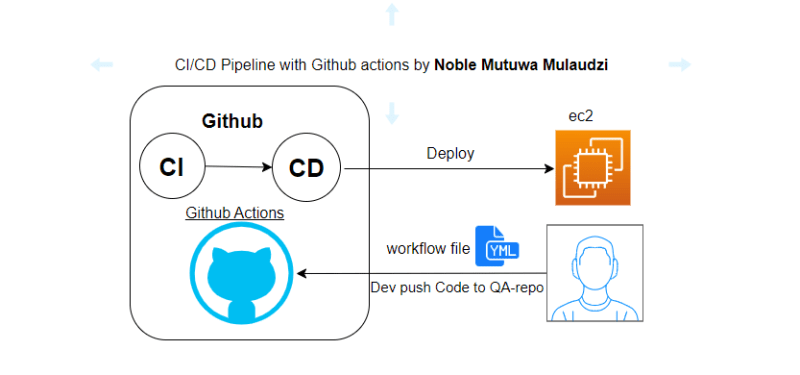 CI/CD Pipeline with Github actions by Noble Mutuwa Mulaudzi
Github
CI
CD
Deploy
ec2
Github Actions
workflow file
YML
Dev push Code to QA-repo